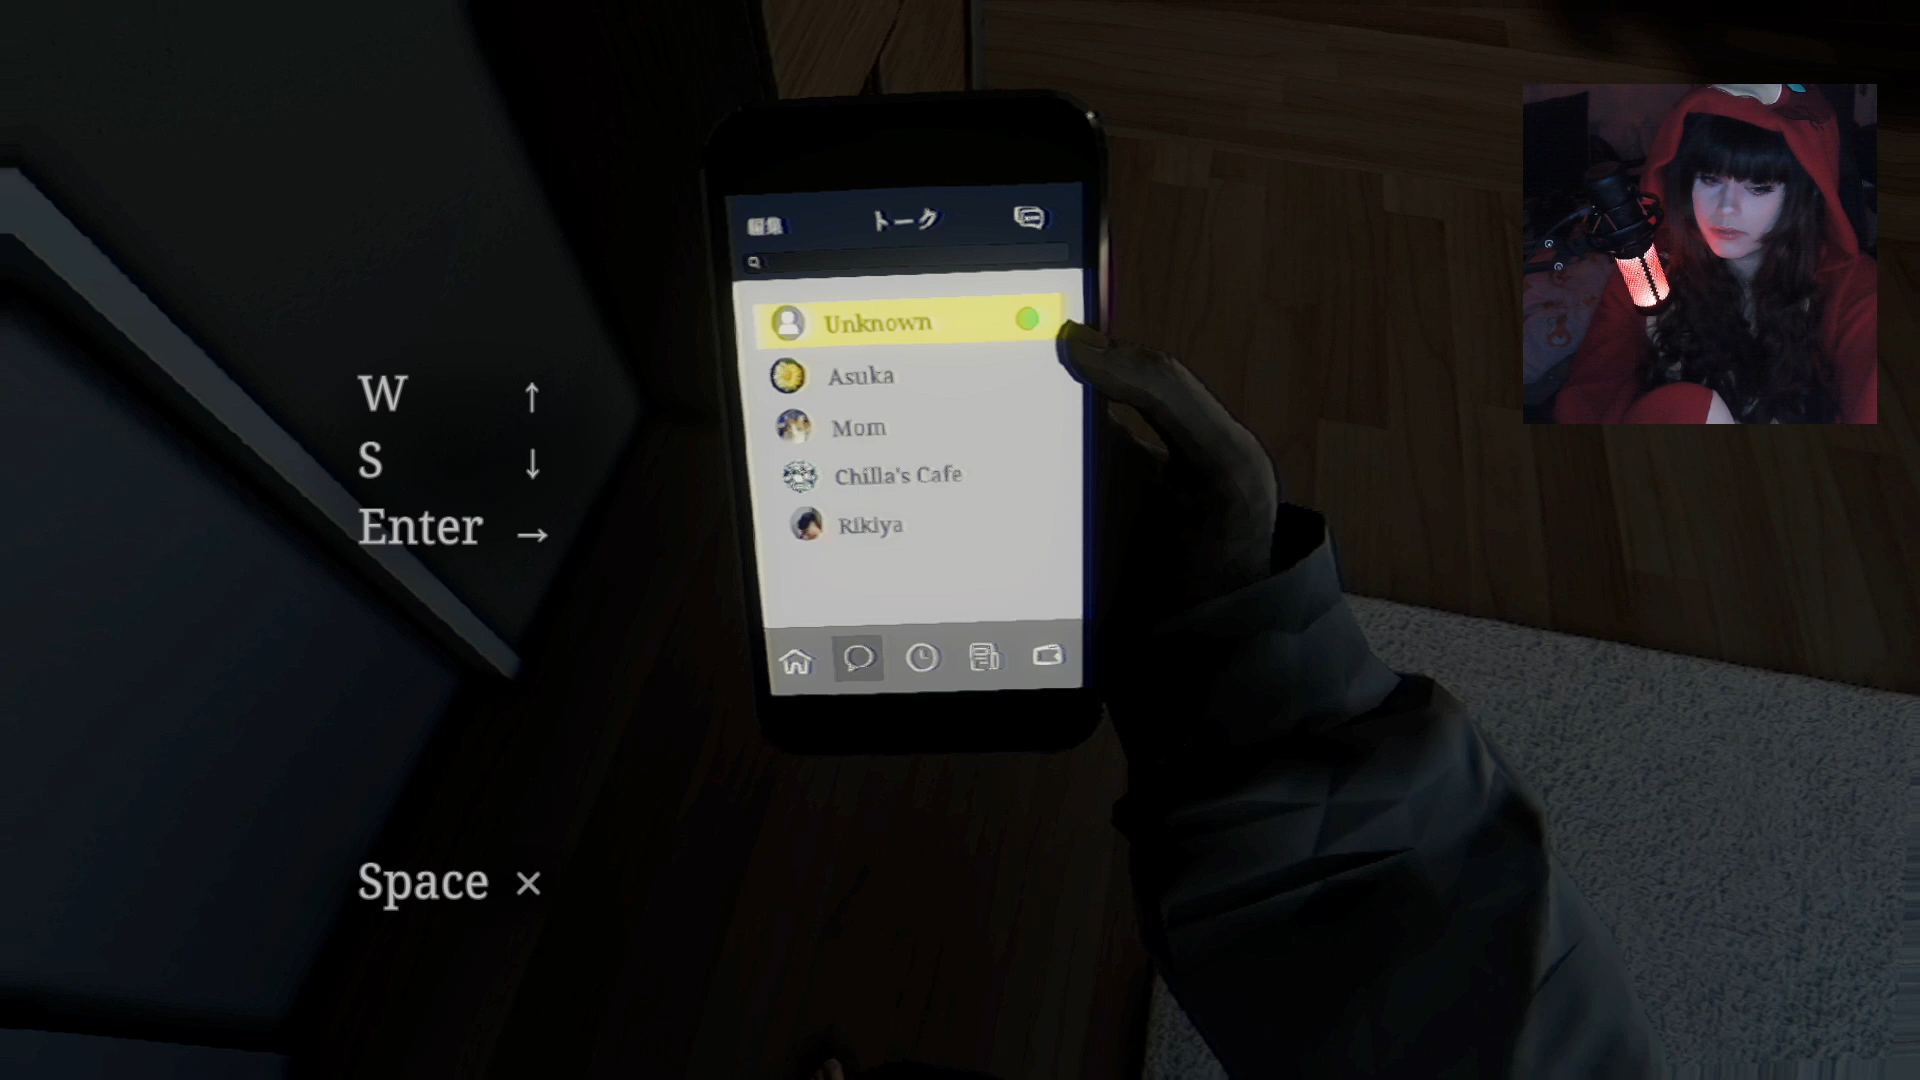 編集 トーク
Unknown
Asuka
Mom
Chilla's Cafe
Rikiya
W ↑
S ↓
Enter →
Space ×